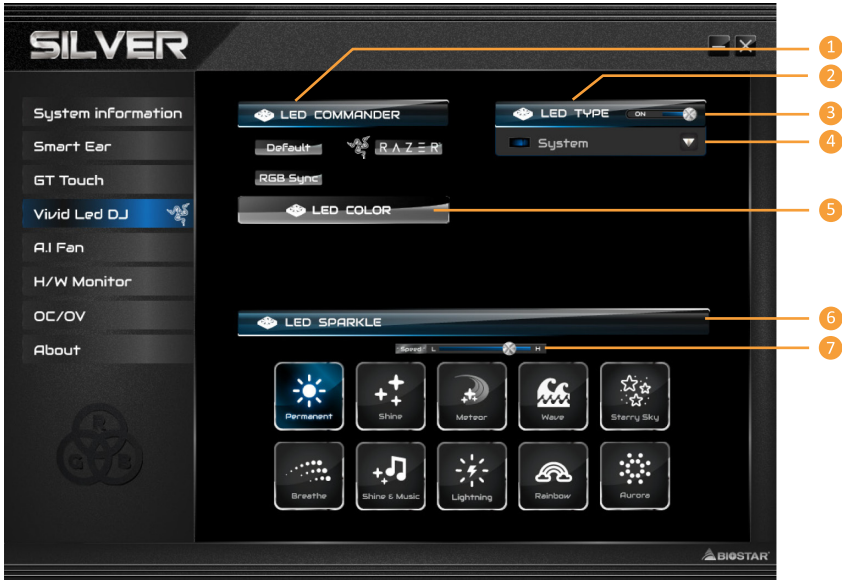 SILVER
1
2
System information
LED COMMANDER
LED TYPE
ON
3
Smart Ear
Default
RAZER
System
4
GT Touch
RGB Sync
Vivid Led DJ
LED COLOR
5
A.I Fan
H/W Monitor
OC/OV
LED SPARKLE
6
About
Speed L H
7
Permanent
Shine
Meteor
Wave
Starry Sky
R
G
B
Breathe
Shine & Music
Lightning
Rainbow
Aurora
BIOSTAR